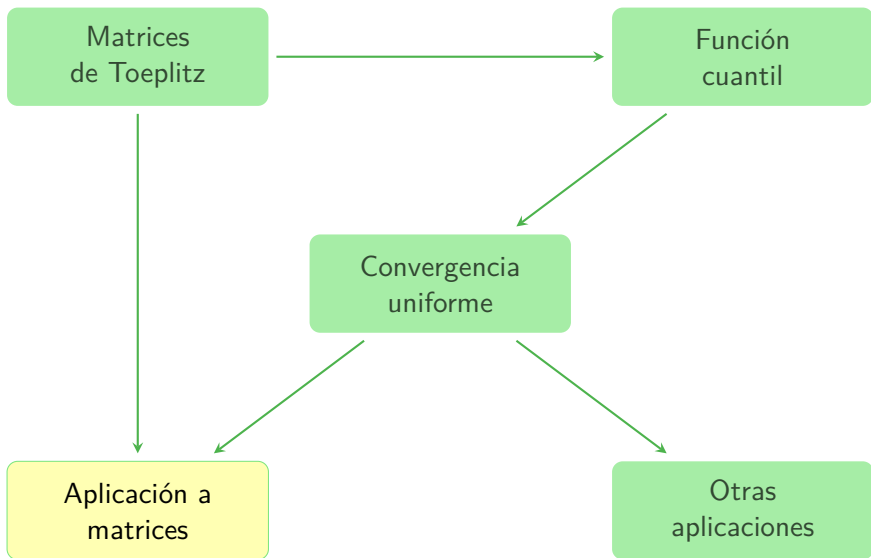 Matrices
de Toeplitz
Función
cuantil
Convergencia
uniforme
Aplicación a
matrices
Otras
aplicaciones